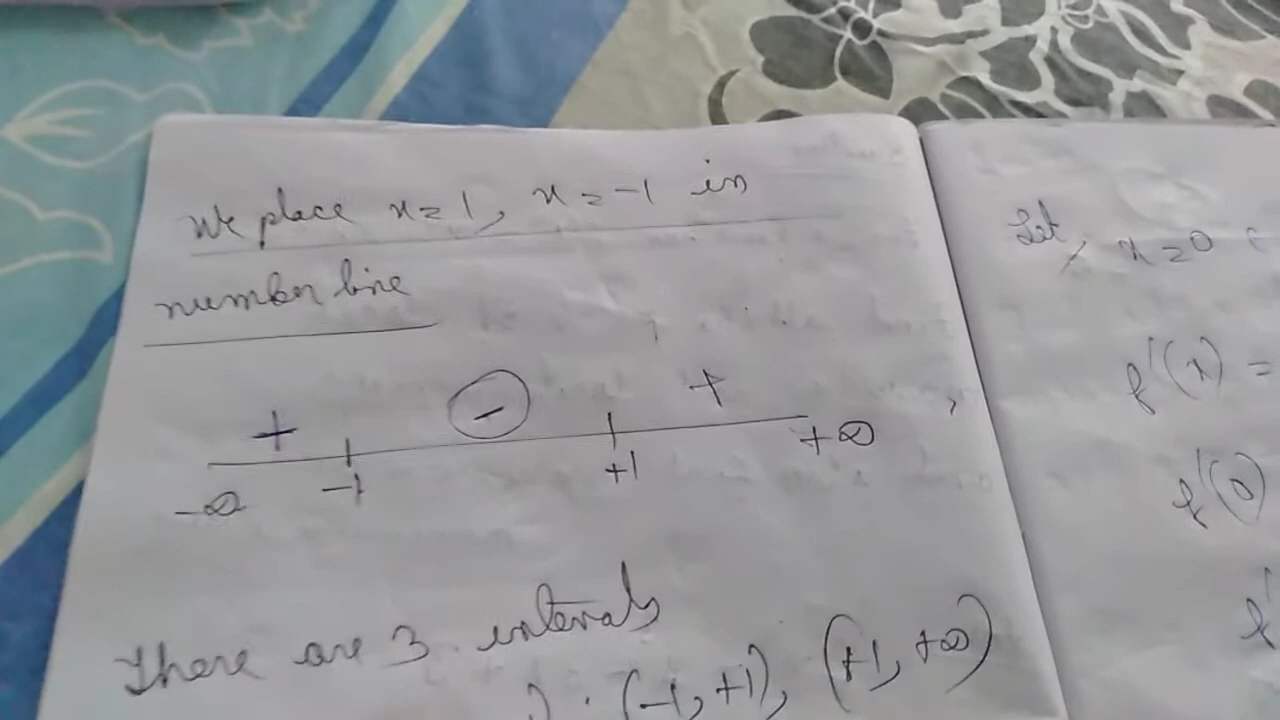 We place x=1, x=-1 in
number line
+ - +
-∞ -1 +1 +∞
There are 3 intervals
), (-1,+1), (+1,+∞)
Let, x=0
f'(x) =
f'(0)
f'